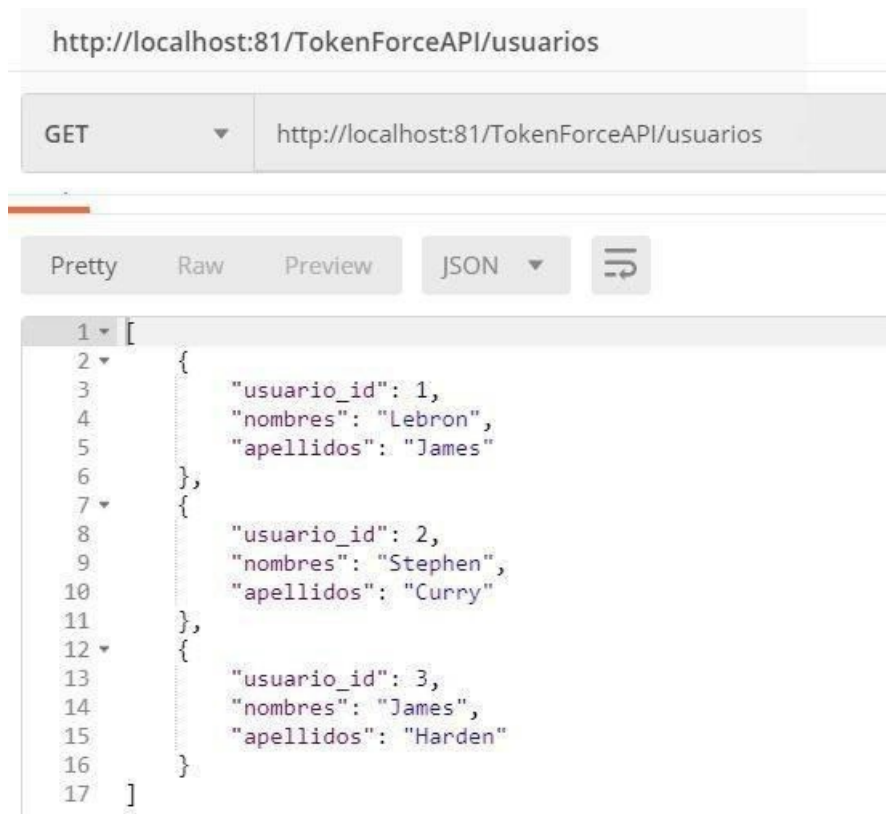 http://localhost:81/TokenForceAPI/usuarios
GET http://localhost:81/TokenForceAPI/usuarios
Pretty Raw Preview JSON
1 [
2 {
3 "usuario_id": 1,
4 "nombres": "Lebron",
5 "apellidos": "James"
6 },
7 {
8 "usuario_id": 2,
9 "nombres": "Stephen",
10 "apellidos": "Curry"
11 },
12 {
13 "usuario_id": 3,
14 "nombres": "James",
15 "apellidos": "Harden"
16 }
17 ]